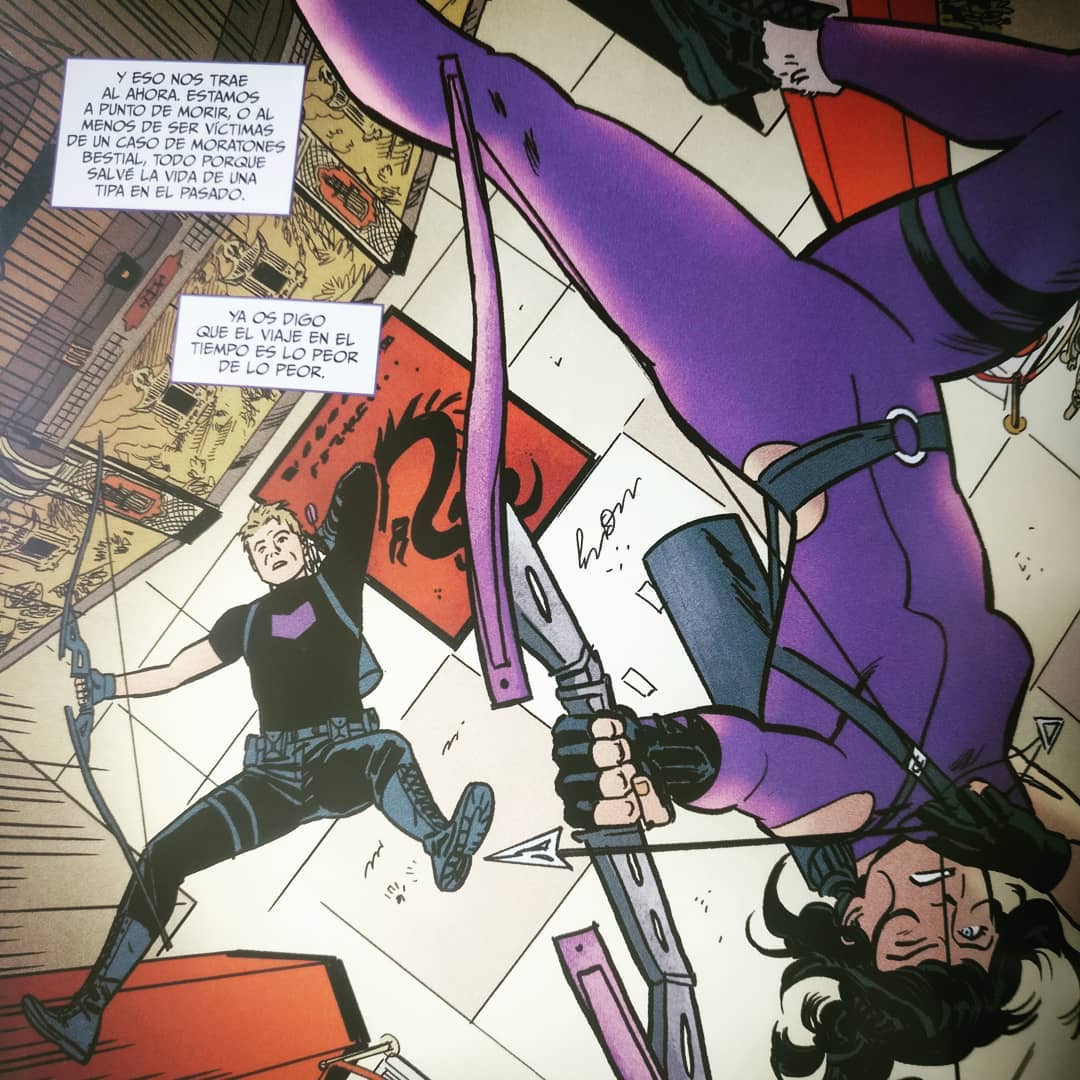 Y ESO NOS TRAE
AL AHORA. ESTAMOS
A PUNTO DE MORIR, O AL
MENOS DE SER VÍCTIMAS
DE UN CASO DE MORATONES
BESTIAL, TODO PORQUE
SALVÉ LA VIDA DE UNA
TIPA EN EL PASADO.
YA OS DIGO
QUE EL VIAJE EN EL
TIEMPO ES LO PEOR
DE LO PEOR.